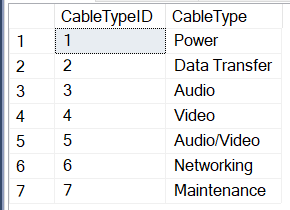 CableTypeID CableType
1 1 Power
2 2 Data Transfer
3 3 Audio
4 4 Video
5 5 Audio/Video
6 6 Networking
7 7 Maintenance